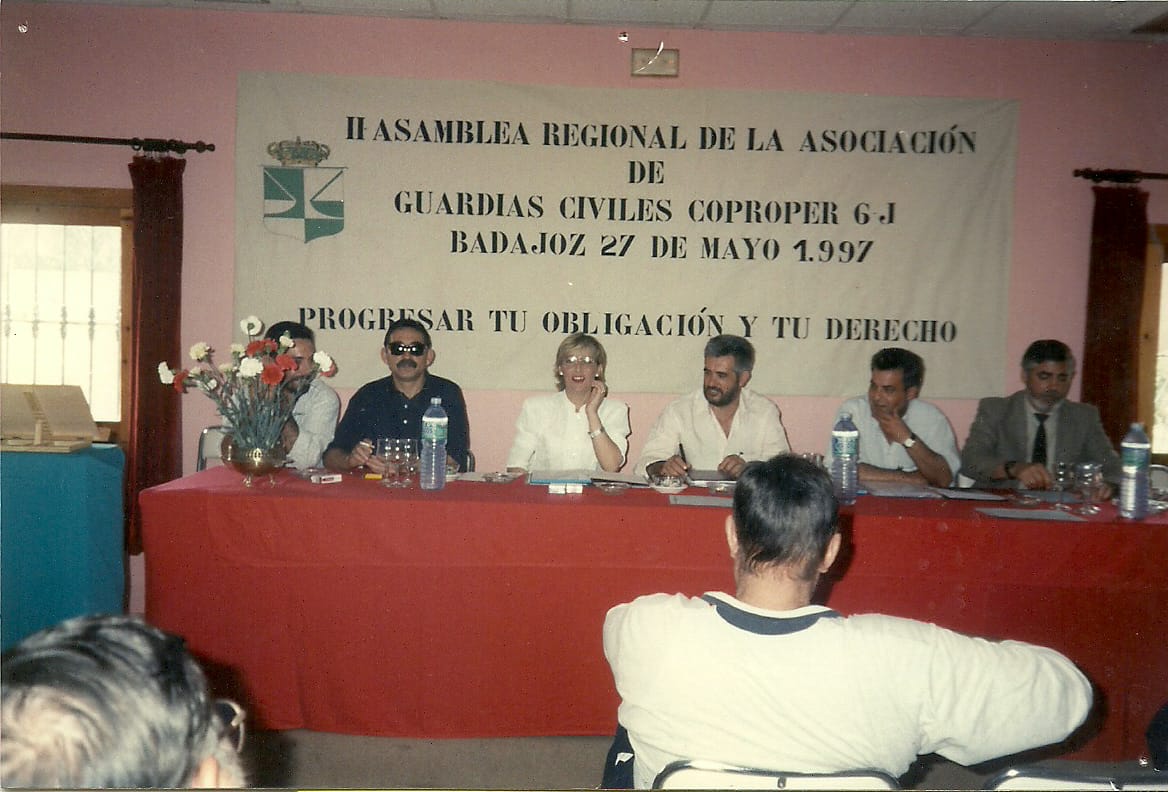 II ASAMBLEA REGIONAL DE LA ASOCIACIÓN
DE
GUARDIAS CIVILES COPROPER 6-J
BADAJOZ 27 DE MAYO 1.997
PROGRESAR TU OBLIGACIÓN Y TU DERECHO